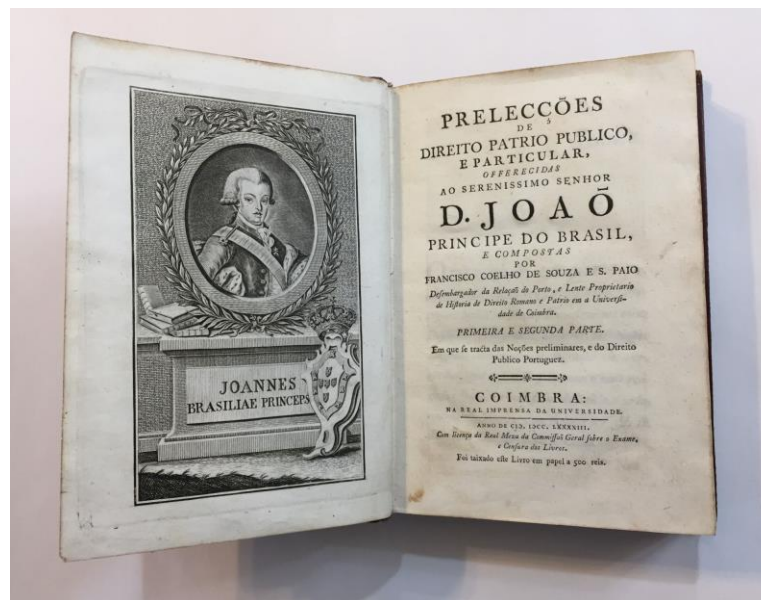 JOANNES
BRASILIAE PRINCEPS
PRELECÇÕES
DE
DIREITO PATRIO PUBLICO,
E PARTICULAR,
OFFERECIDAS
AO SERENISSIMO SENHOR
D. JOAÕ
PRINCIPE DO BRASIL,
E COMPOSTAS
POR
FRANCISCO COELHO DE SOUZA E S. PAIO
Desembargador da Relaçaõ do Porto, e Lente Proprietario
de Historia de Direito Romano e Patrio em a Universi-
dade de Coimbra.
PRIMEIRA E SEGUNDA PARTE.
Em que se tracta das Noções preliminares, e do Direito
Publico Portuguez.
COIMBRA:
NA REAL IMPRENSA DA UNIVERSIDADE.
ANNO DE CIƆ. IƆCC. LXXXXIII.
Com licença da Real Meza da Commissaõ Geral sobre o Exame,
e Censura dos Livros.
Foi taixado este Livro em papel a 500 reis.